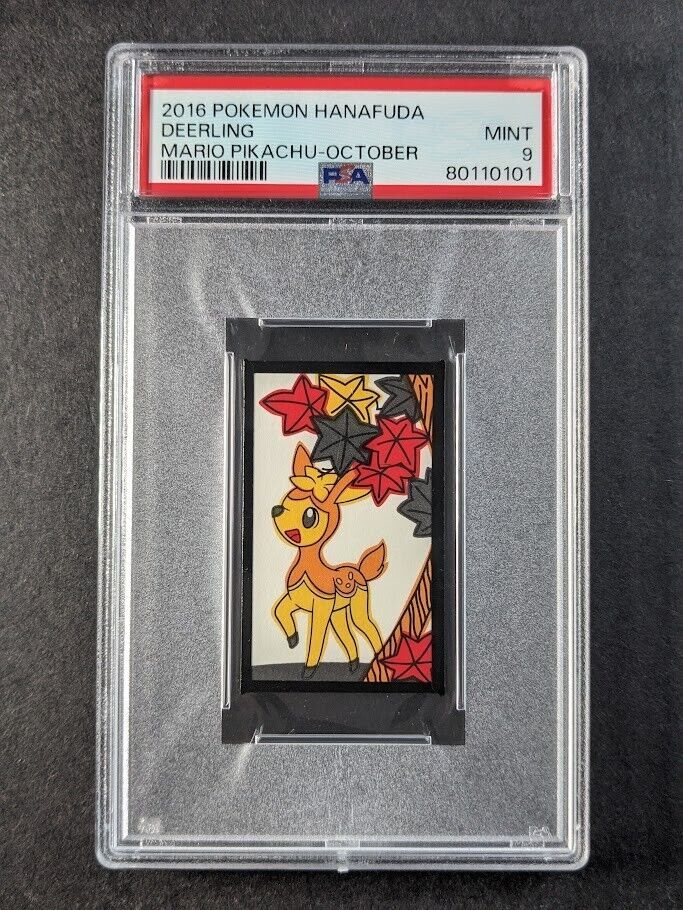 2016 POKEMON HANAFUDA
DEERLING MINT
MARIO PIKACHU-OCTOBER 9
PSA 80110101